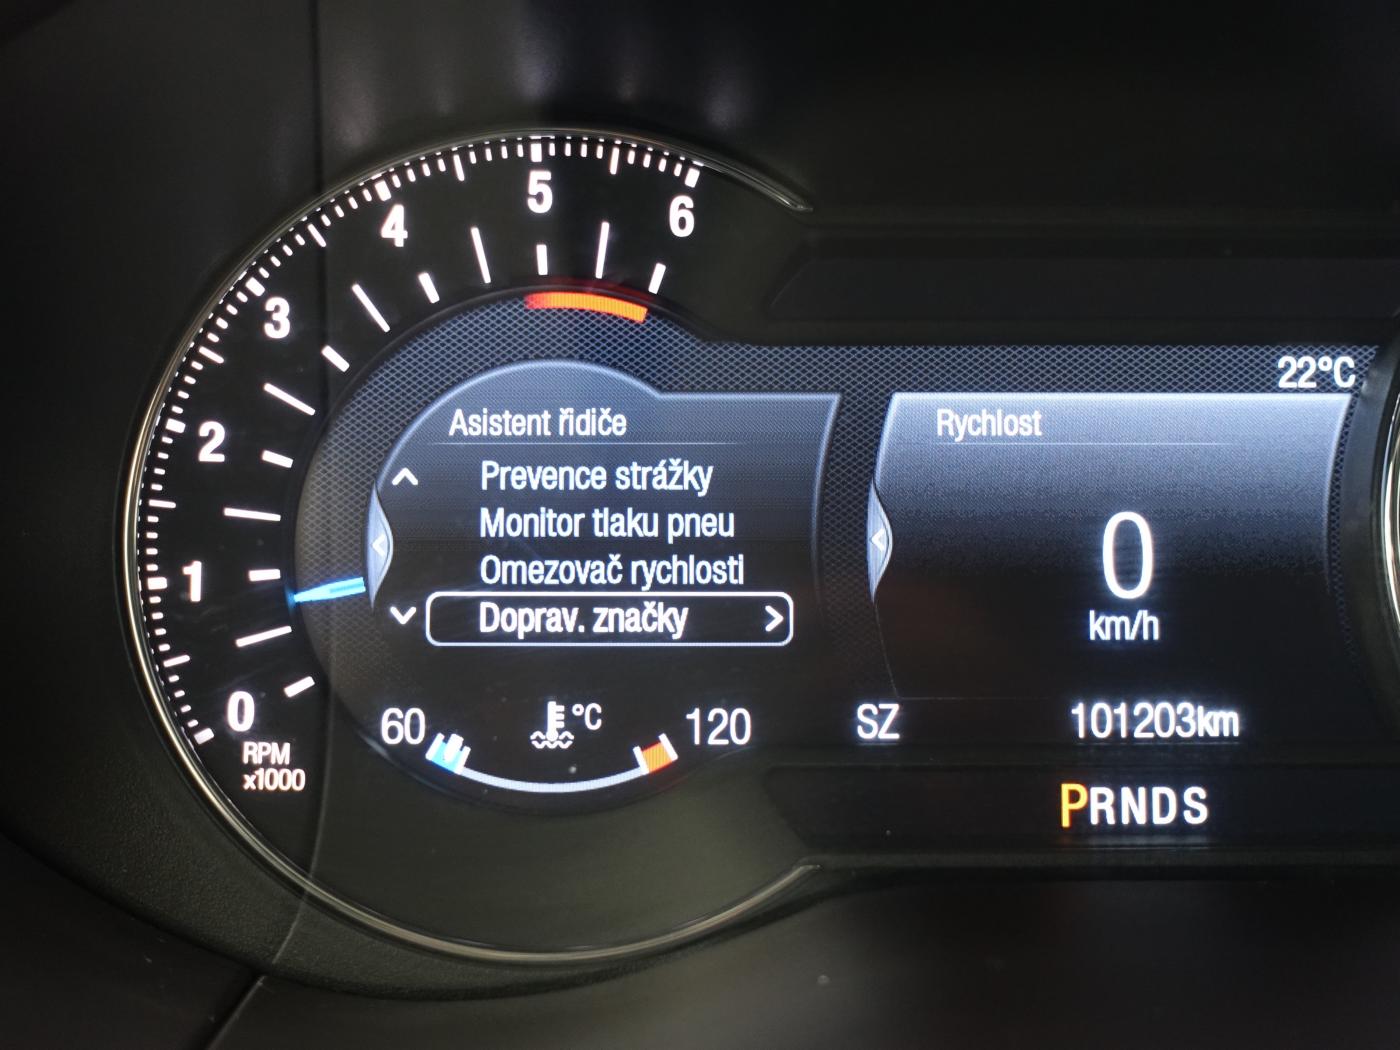 6
5
4
3
2
1
0
RPM
x1000
22°C
Asistent řidiče
Prevence strážky
Monitor tlaku pneu
Omezovač rychlosti
Doprav. značky
60
°C
120
Rychlost
0
km/h
SZ
101203km
PRNDS